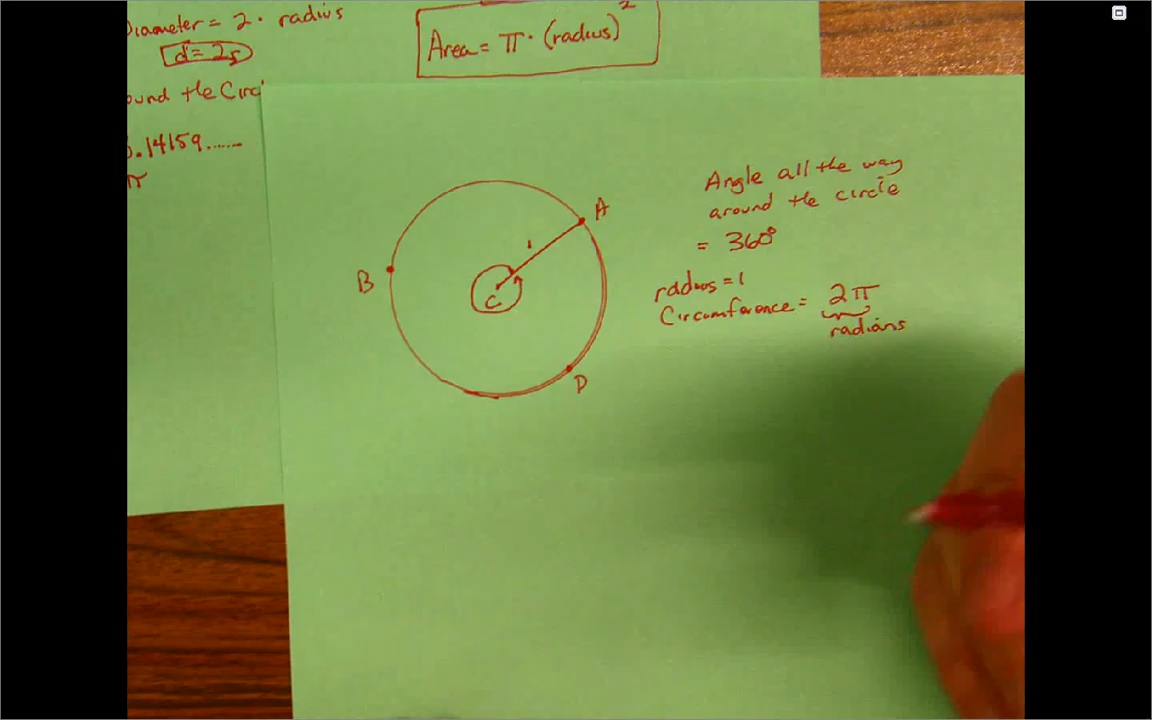 Diameter = 2 · radius
d = 2r
Area = π · (radius)²
ound the Circ
3.14159......
π
Angle all the way
around the circle
= 360°
radius = 1
Circumference = 2π
radians
A
1
B
C
D